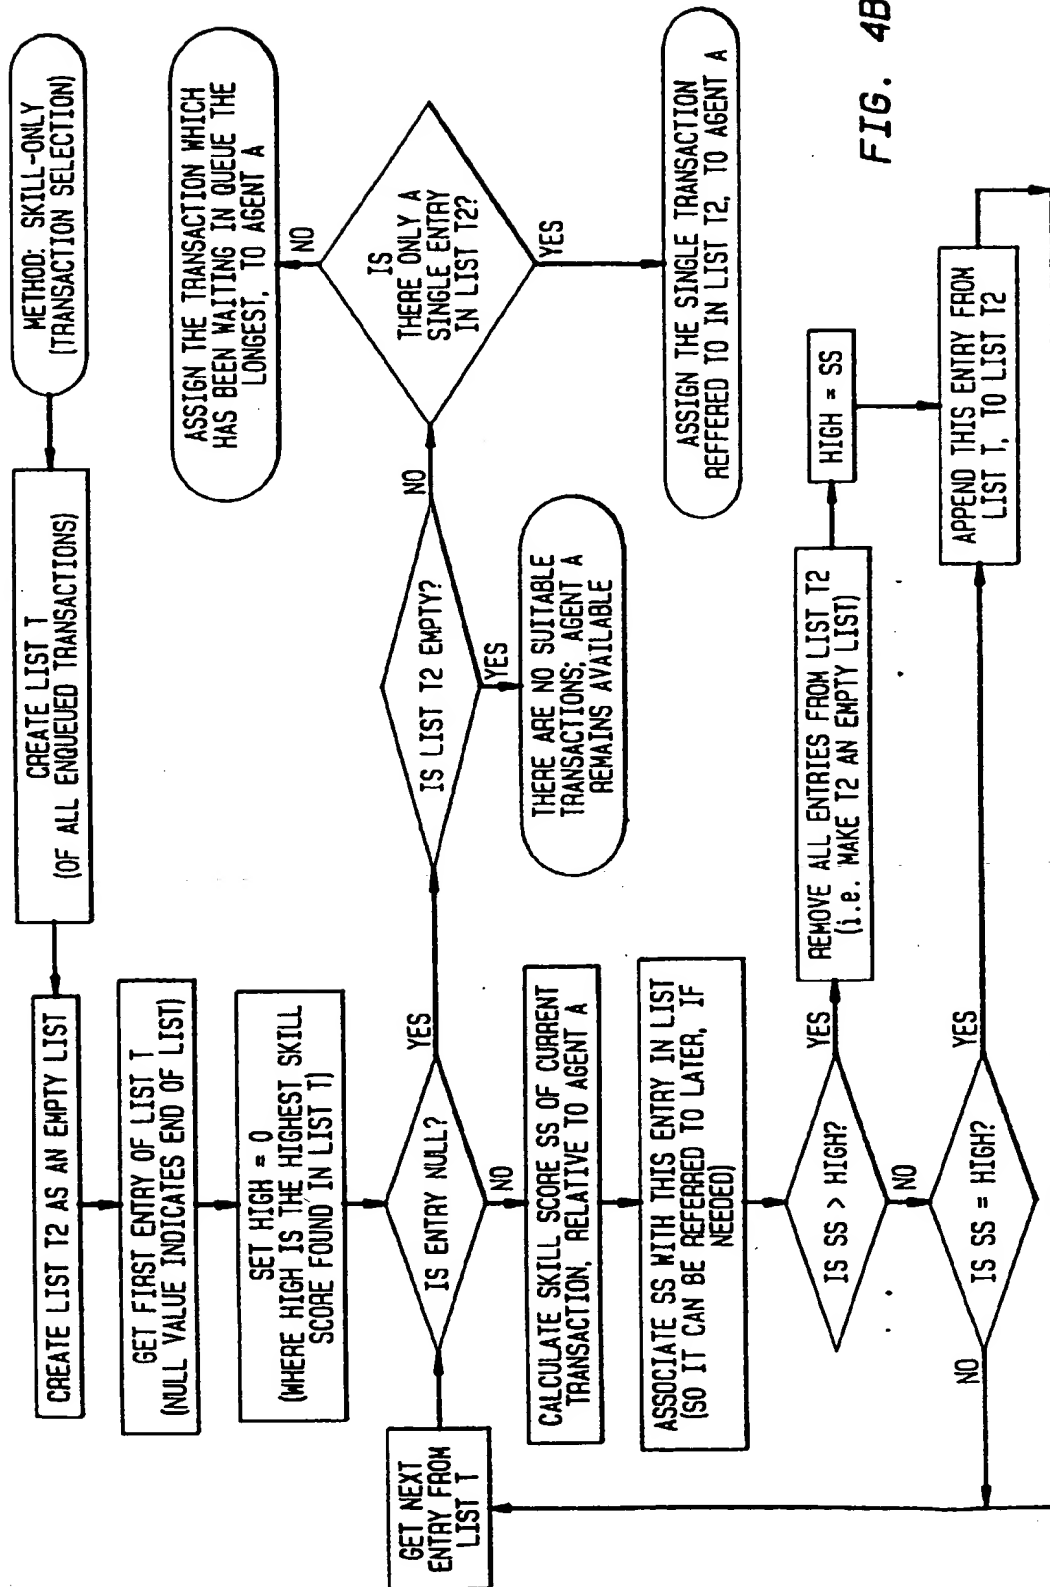 METHOD: SKILL-ONLY
(TRANSACTION SELECTION)
CREATE LIST T
(OF ALL ENQUEUED TRANSACTIONS)
CREATE LIST T2 AS AN EMPTY LIST
GET FIRST ENTRY OF LIST T
(NULL VALUE INDICATES END OF LIST)
SET HIGH = 0
(WHERE HIGH IS THE HIGHEST SKILL
SCORE FOUND IN LIST T)
GET NEXT
ENTRY FROM
LIST T
IS ENTRY NULL?
YES
NO
IS LIST T2 EMPTY?
NO
YES
IS
THERE ONLY A
SINGLE ENTRY
IN LIST T2?
NO
YES
ASSIGN THE TRANSACTION WHICH
HAS BEEN WAITING IN QUEUE THE
LONGEST, TO AGENT A
THERE ARE NO SUITABLE
TRANSACTIONS; AGENT A
REMAINS AVAILABLE
ASSIGN THE SINGLE TRANSACTION
REFFERED TO IN LIST T2, TO AGENT A
CALCULATE SKILL SCORE SS OF CURRENT
TRANSACTION, RELATIVE TO AGENT A
ASSOCIATE SS WITH THIS ENTRY IN LIST
(SO IT CAN BE REFERRED TO LATER, IF
NEEDED)
IS SS > HIGH?
YES
NO
REMOVE ALL ENTRIES FROM LIST T2
(i.e. MAKE T2 AN EMPTY LIST)
HIGH = SS
IS SS = HIGH?
YES
NO
APPEND THIS ENTRY FROM
LIST T, TO LIST T2
FIG. 4B